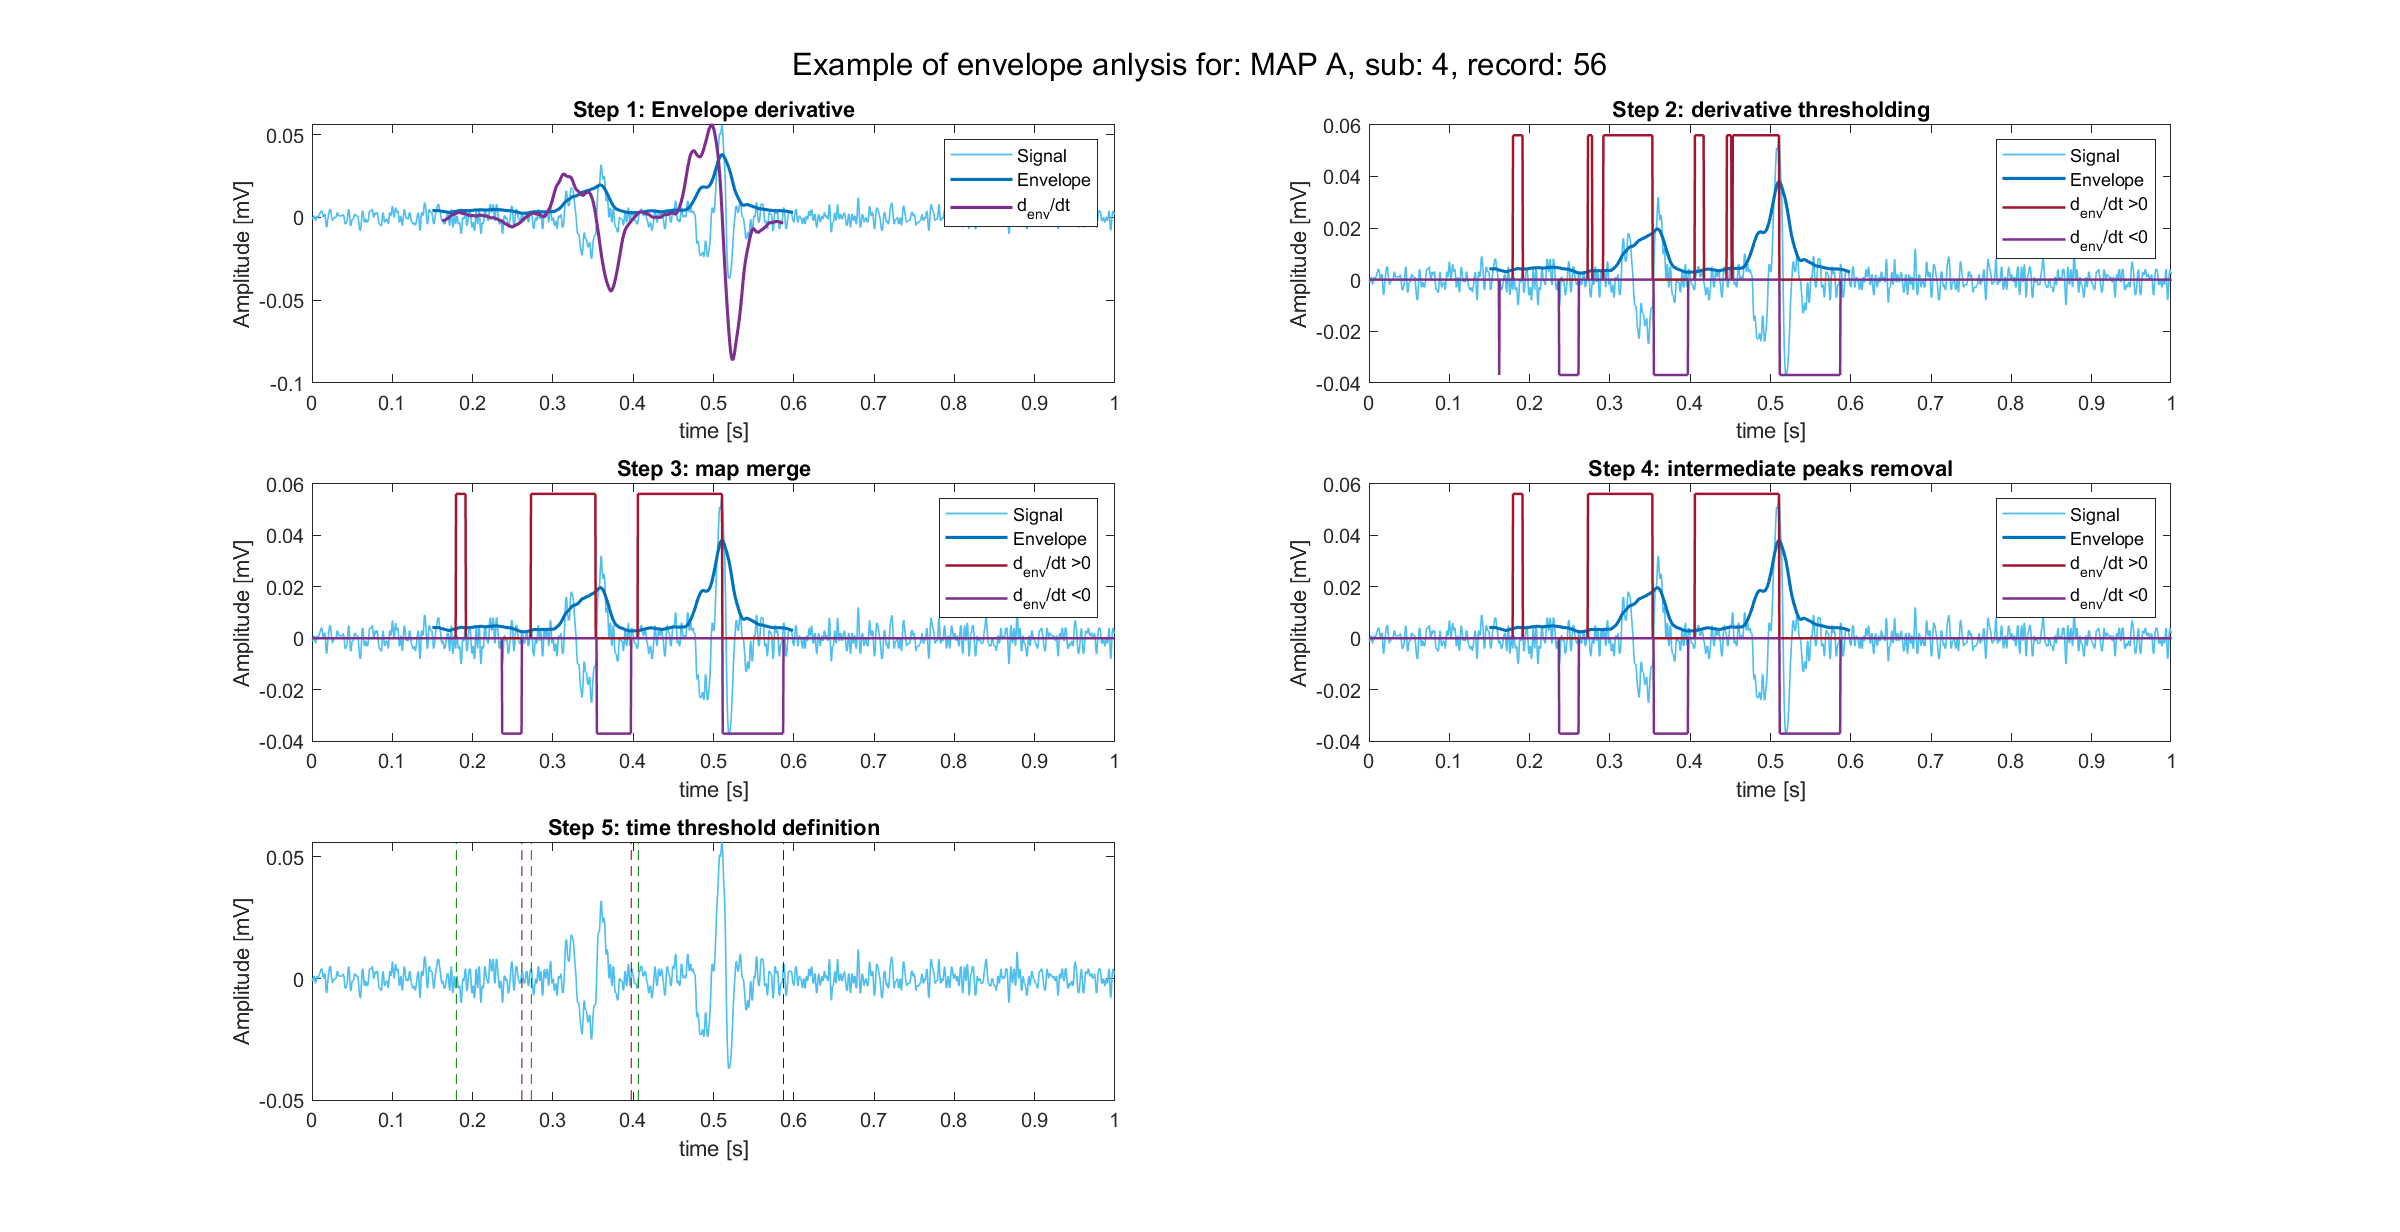 Example of envelope anlysis for: MAP A, sub: 4, record: 56
Step 1: Envelope derivative
Amplitude [mV]
0.05
0
-0.05
-0.1
0 0.1 0.2 0.3 0.4 0.5 0.6 0.7 0.8 0.9 1
time [s]
Signal
Envelope
d_env/dt
Step 2: derivative thresholding
Amplitude [mV]
0.06
0.04
0.02
0
-0.02
-0.04
0 0.1 0.2 0.3 0.4 0.5 0.6 0.7 0.8 0.9 1
time [s]
Signal
Envelope
d_env/dt >0
d_env/dt <0
Step 3: map merge
Amplitude [mV]
0.06
0.04
0.02
0
-0.02
-0.04
0 0.1 0.2 0.3 0.4 0.5 0.6 0.7 0.8 0.9 1
time [s]
Signal
Envelope
d_env/dt >0
d_env/dt <0
Step 4: intermediate peaks removal
Amplitude [mV]
0.06
0.04
0.02
0
-0.02
-0.04
0 0.1 0.2 0.3 0.4 0.5 0.6 0.7 0.8 0.9 1
time [s]
Signal
Envelope
d_env/dt >0
d_env/dt <0
Step 5: time threshold definition
Amplitude [mV]
0.05
0
-0.05
0 0.1 0.2 0.3 0.4 0.5 0.6 0.7 0.8 0.9 1
time [s]